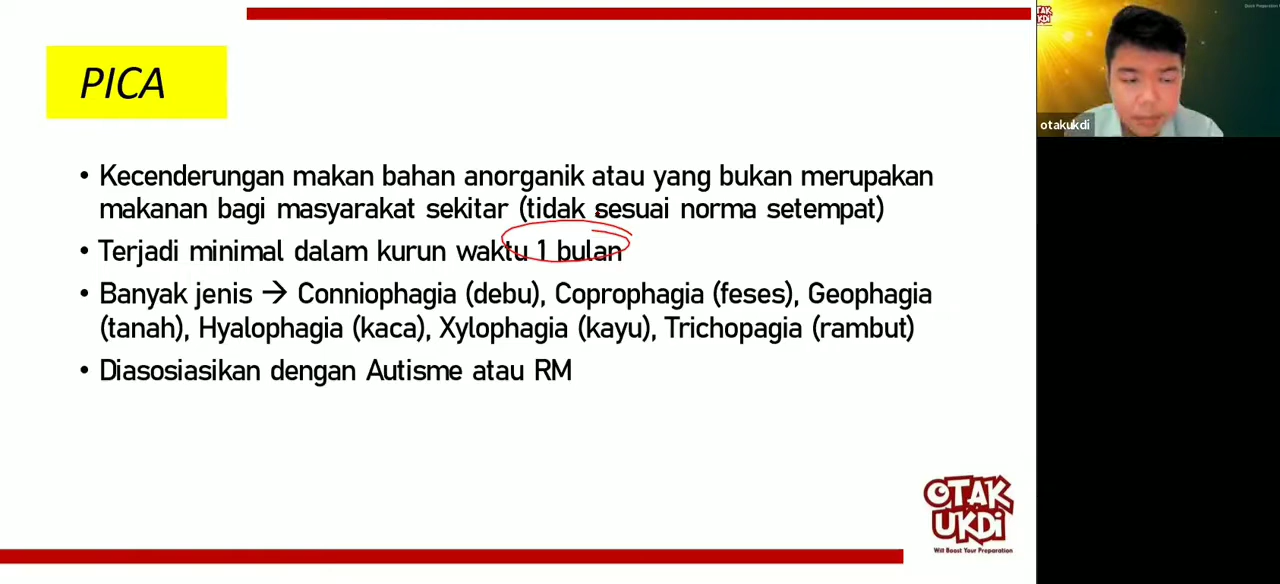 PICA
• Kecenderungan makan bahan anorganik atau yang bukan merupakan
makanan bagi masyarakat sekitar (tidak sesuai norma setempat)
• Terjadi minimal dalam kurun waktu 1 bulan
• Banyak jenis → Conniophagia (debu), Coprophagia (feses), Geophagia
(tanah), Hyalophagia (kaca), Xylophagia (kayu), Trichopagia (rambut)
• Diasosiasikan dengan Autisme atau RM
OTAK
UKDI
Will Boost Your Preparation
OTAK
UKDI
otakukdi